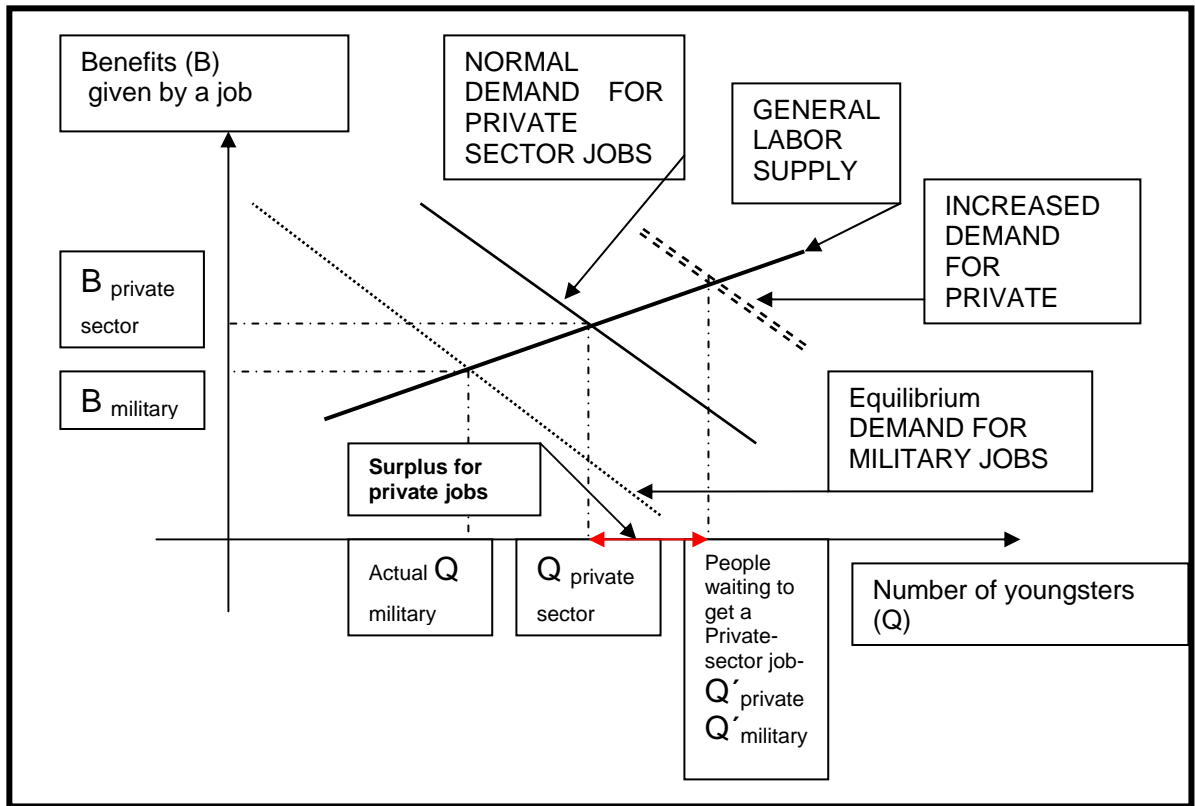 Benefits (B)
given by a job
NORMAL
DEMAND FOR
PRIVATE
SECTOR JOBS
GENERAL
LABOR
SUPPLY
INCREASED
DEMAND
FOR
PRIVATE
B private
sector
B military
Equilibrium
DEMAND FOR
MILITARY JOBS
Surplus for
private jobs
Actual Q
military
Q private
sector
People
waiting to
get a
Private-
sector job-
Q´ private
Q´ military
Number of youngsters
(Q)